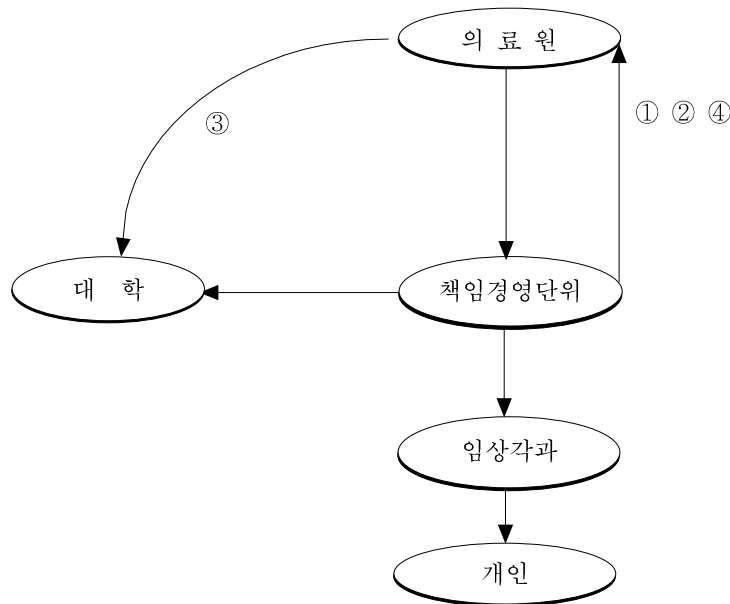 의 료 원
③
① ② ④
대 학
책임경영단위
임상각과
개인